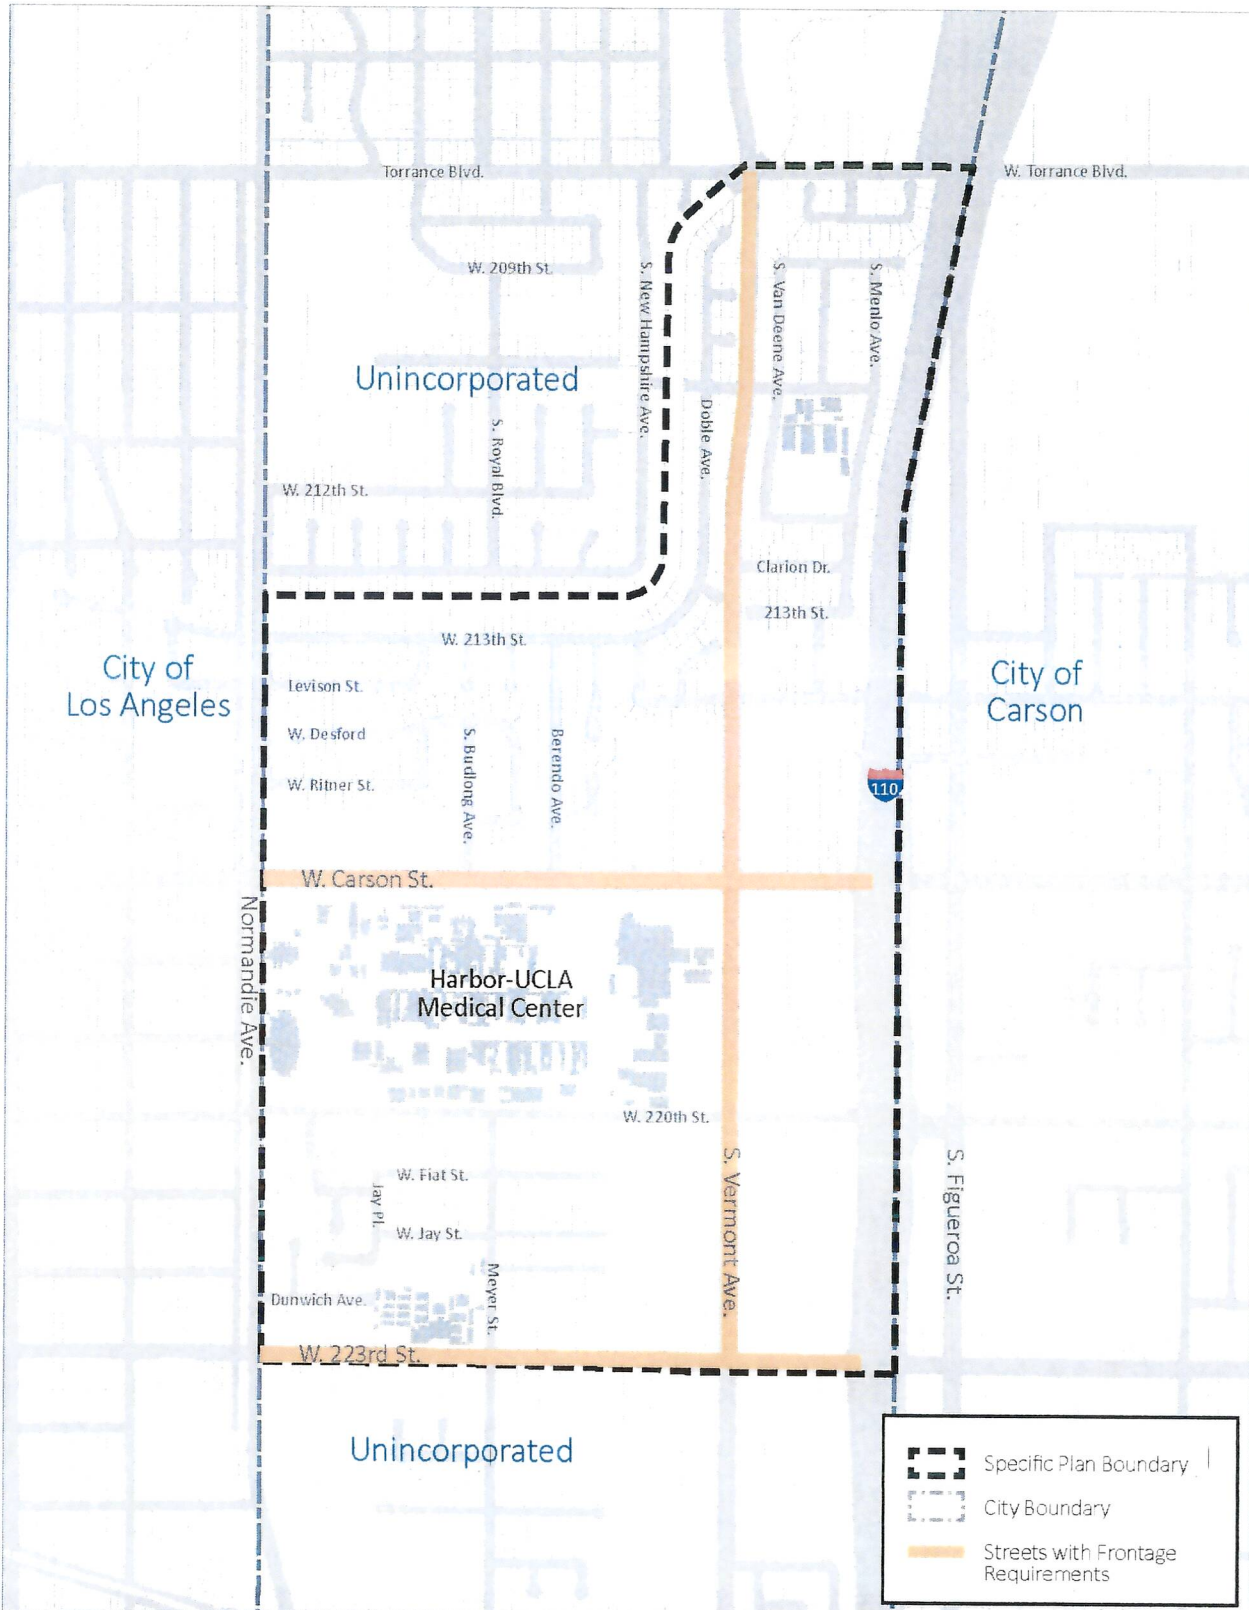 Torrance Blvd.
W. Torrance Blvd.
W. 209th St.
S. New Hampshire Ave.
S. Van Deene Ave.
S. Menlo Ave.
Unincorporated
Doble Ave.
S. Royal Blvd.
W. 212th St.
Clarion Dr.
213th St.
W. 213th St.
City of
Los Angeles
City of
Carson
Levison St.
W. Desford
S. Budlong Ave.
Berendo Ave.
W. Ritner St.
110
W. Carson St.
Normandie Ave.
Harbor-UCLA
Medical Center
W. 220th St.
S. Vermont Ave.
S. Figueroa St.
W. Fiat St.
Jay Pl.
W. Jay St.
Meyer St.
Dunwich Ave.
W. 223rd St.
Unincorporated
Specific Plan Boundary
City Boundary
Streets with Frontage
Requirements